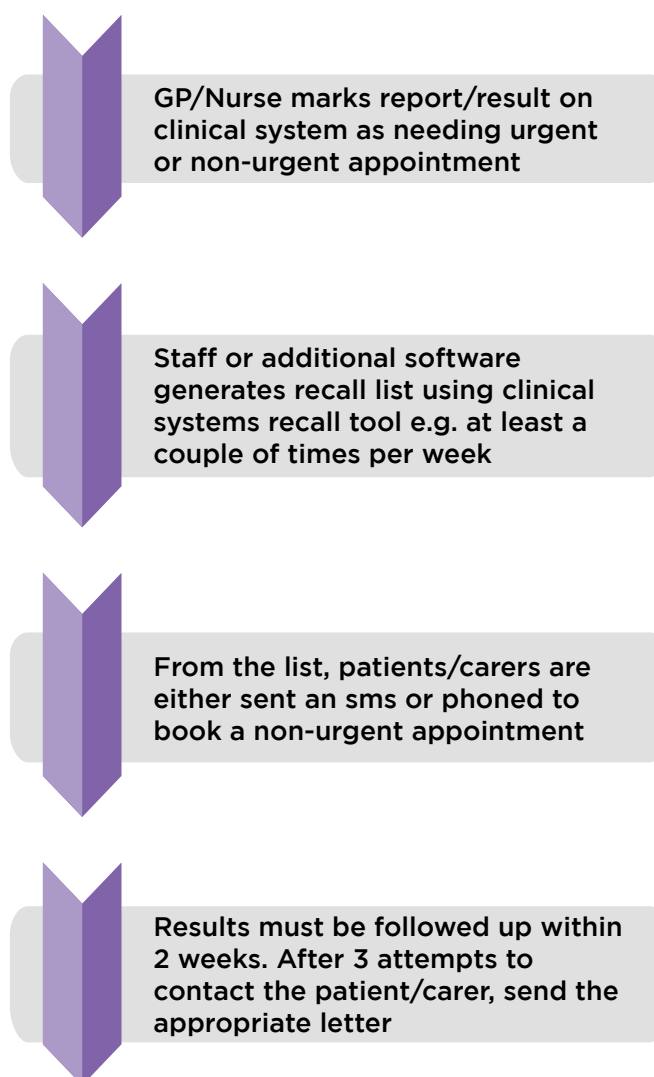 GP/Nurse marks report/result on
clinical system as needing urgent
or non-urgent appointment
Staff or additional software
generates recall list using clinical
systems recall tool e.g. at least a
couple of times per week
From the list, patients/carers are
either sent an sms or phoned to
book a non-urgent appointment
Results must be followed up within
2 weeks. After 3 attempts to
contact the patient/carer, send the
appropriate letter